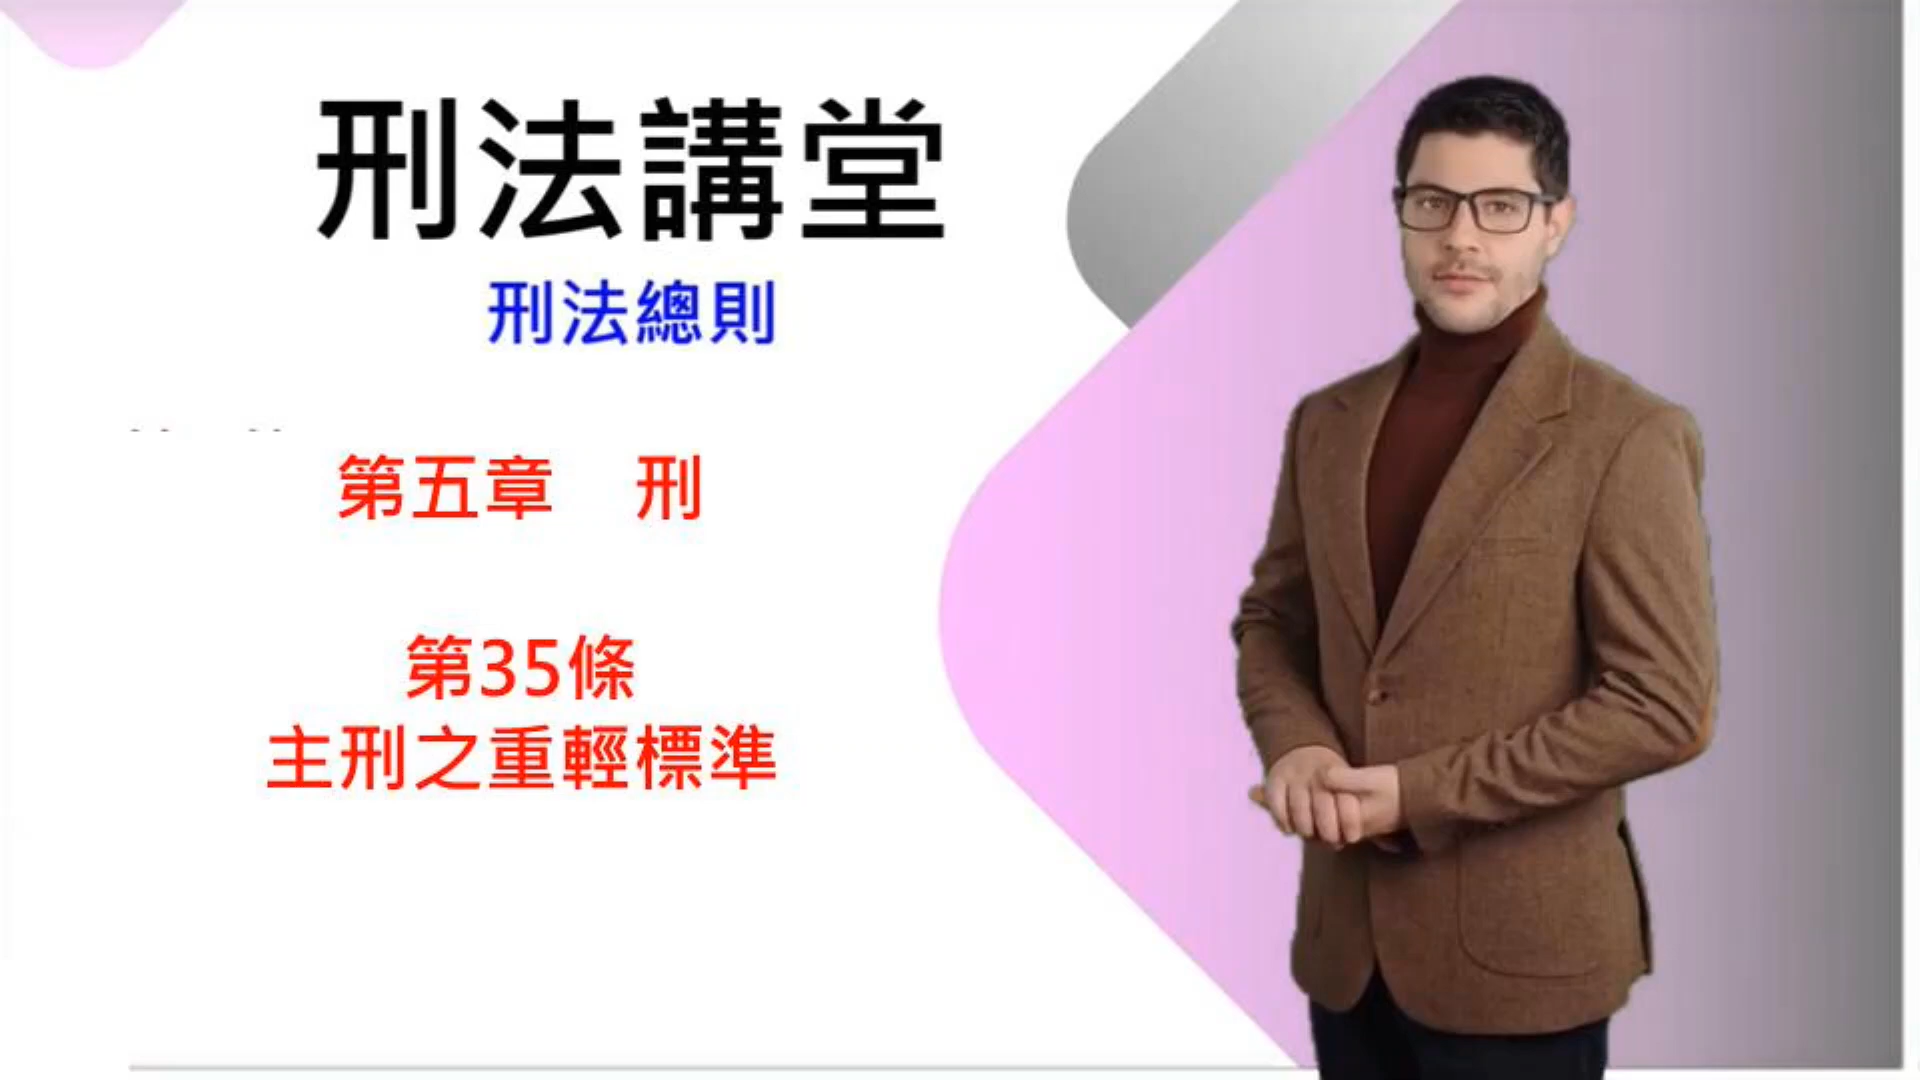 刑法講堂
刑法總則
第五章　刑
第35條
主刑之重輕標準